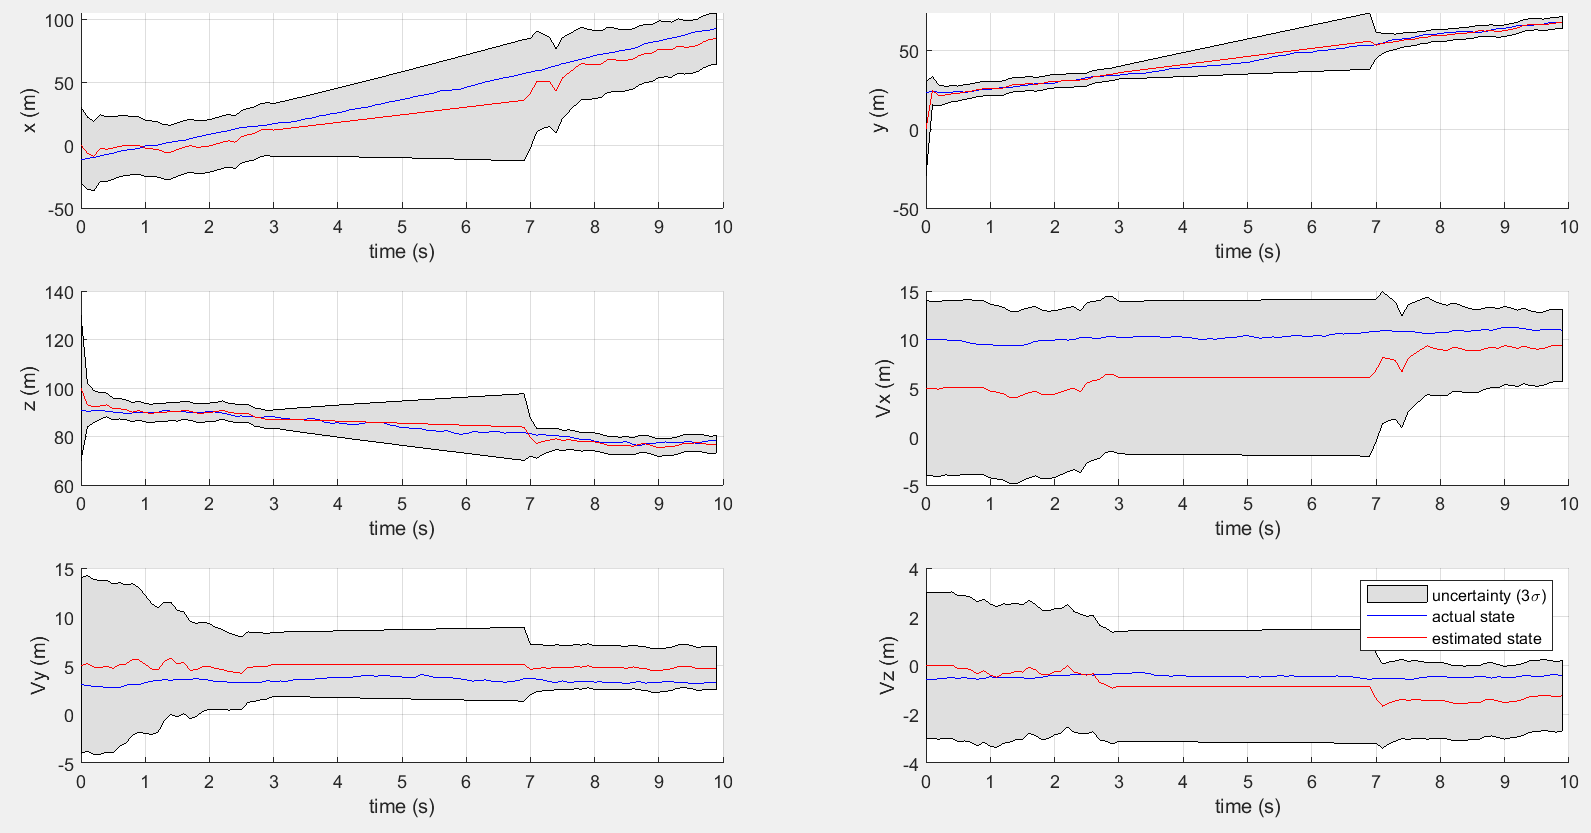 100
50
0
-50
x (m)
0 1 2 3 4 5 6 7 8 9 10
time (s)
50
0
-50
y (m)
0 1 2 3 4 5 6 7 8 9 10
time (s)
140
120
100
80
60
z (m)
0 1 2 3 4 5 6 7 8 9 10
time (s)
15
10
5
0
-5
Vx (m)
0 1 2 3 4 5 6 7 8 9 10
time (s)
15
10
5
0
-5
Vy (m)
0 1 2 3 4 5 6 7 8 9 10
time (s)
4
2
0
-2
-4
Vz (m)
uncertainty (3σ)
actual state
estimated state
0 1 2 3 4 5 6 7 8 9 10
time (s)